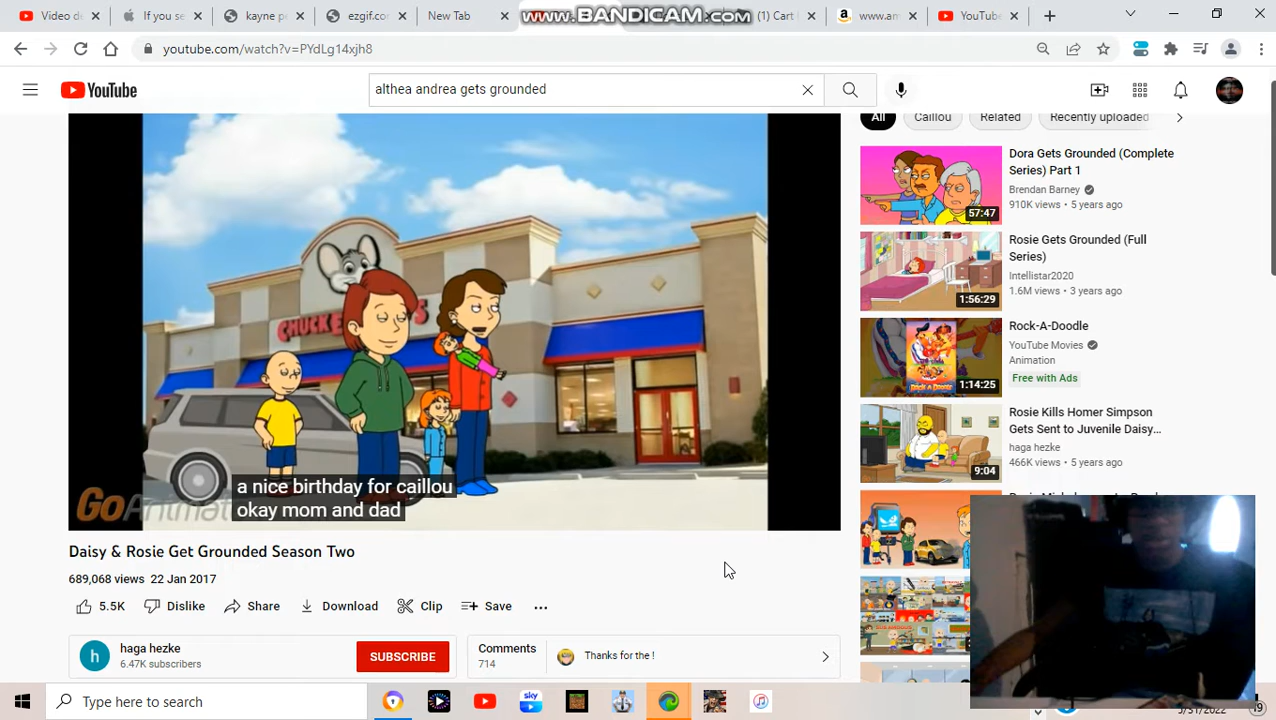 Video d
If you se
kayne p
ezgif.co
New Tab
www.BANDICAM.com
(1) Cart
www.am
YouTube
youtube.com/watch?v=PYdLg14xjh8
YouTube
althea andrea gets grounded
All
Caillou
Related
Recently uploaded
CHUCK E
a nice birthday for caillou
okay mom and dad
GoAnimat
Dora Gets Grounded (Complete
Series) Part 1
Brendan Barney
910K views • 5 years ago
57:47
Rosie Gets Grounded (Full
Series)
Intellistar2020
1.6M views • 3 years ago
1:56:29
Rock-A-Doodle
YouTube Movies
Animation
Free with Ads
1:14:25
Rosie Kills Homer Simpson
Gets Sent to Juvenile Daisy...
haga hezke
466K views • 5 years ago
9:04
Daisy & Rosie Get Grounded Season Two
689,068 views 22 Jan 2017
5.5K
Dislike
Share
Download
Clip
Save
h
haga hezke
6.47K subscribers
SUBSCRIBE
Comments
714
Thanks for the !
Type here to search
sky
5/31/2022